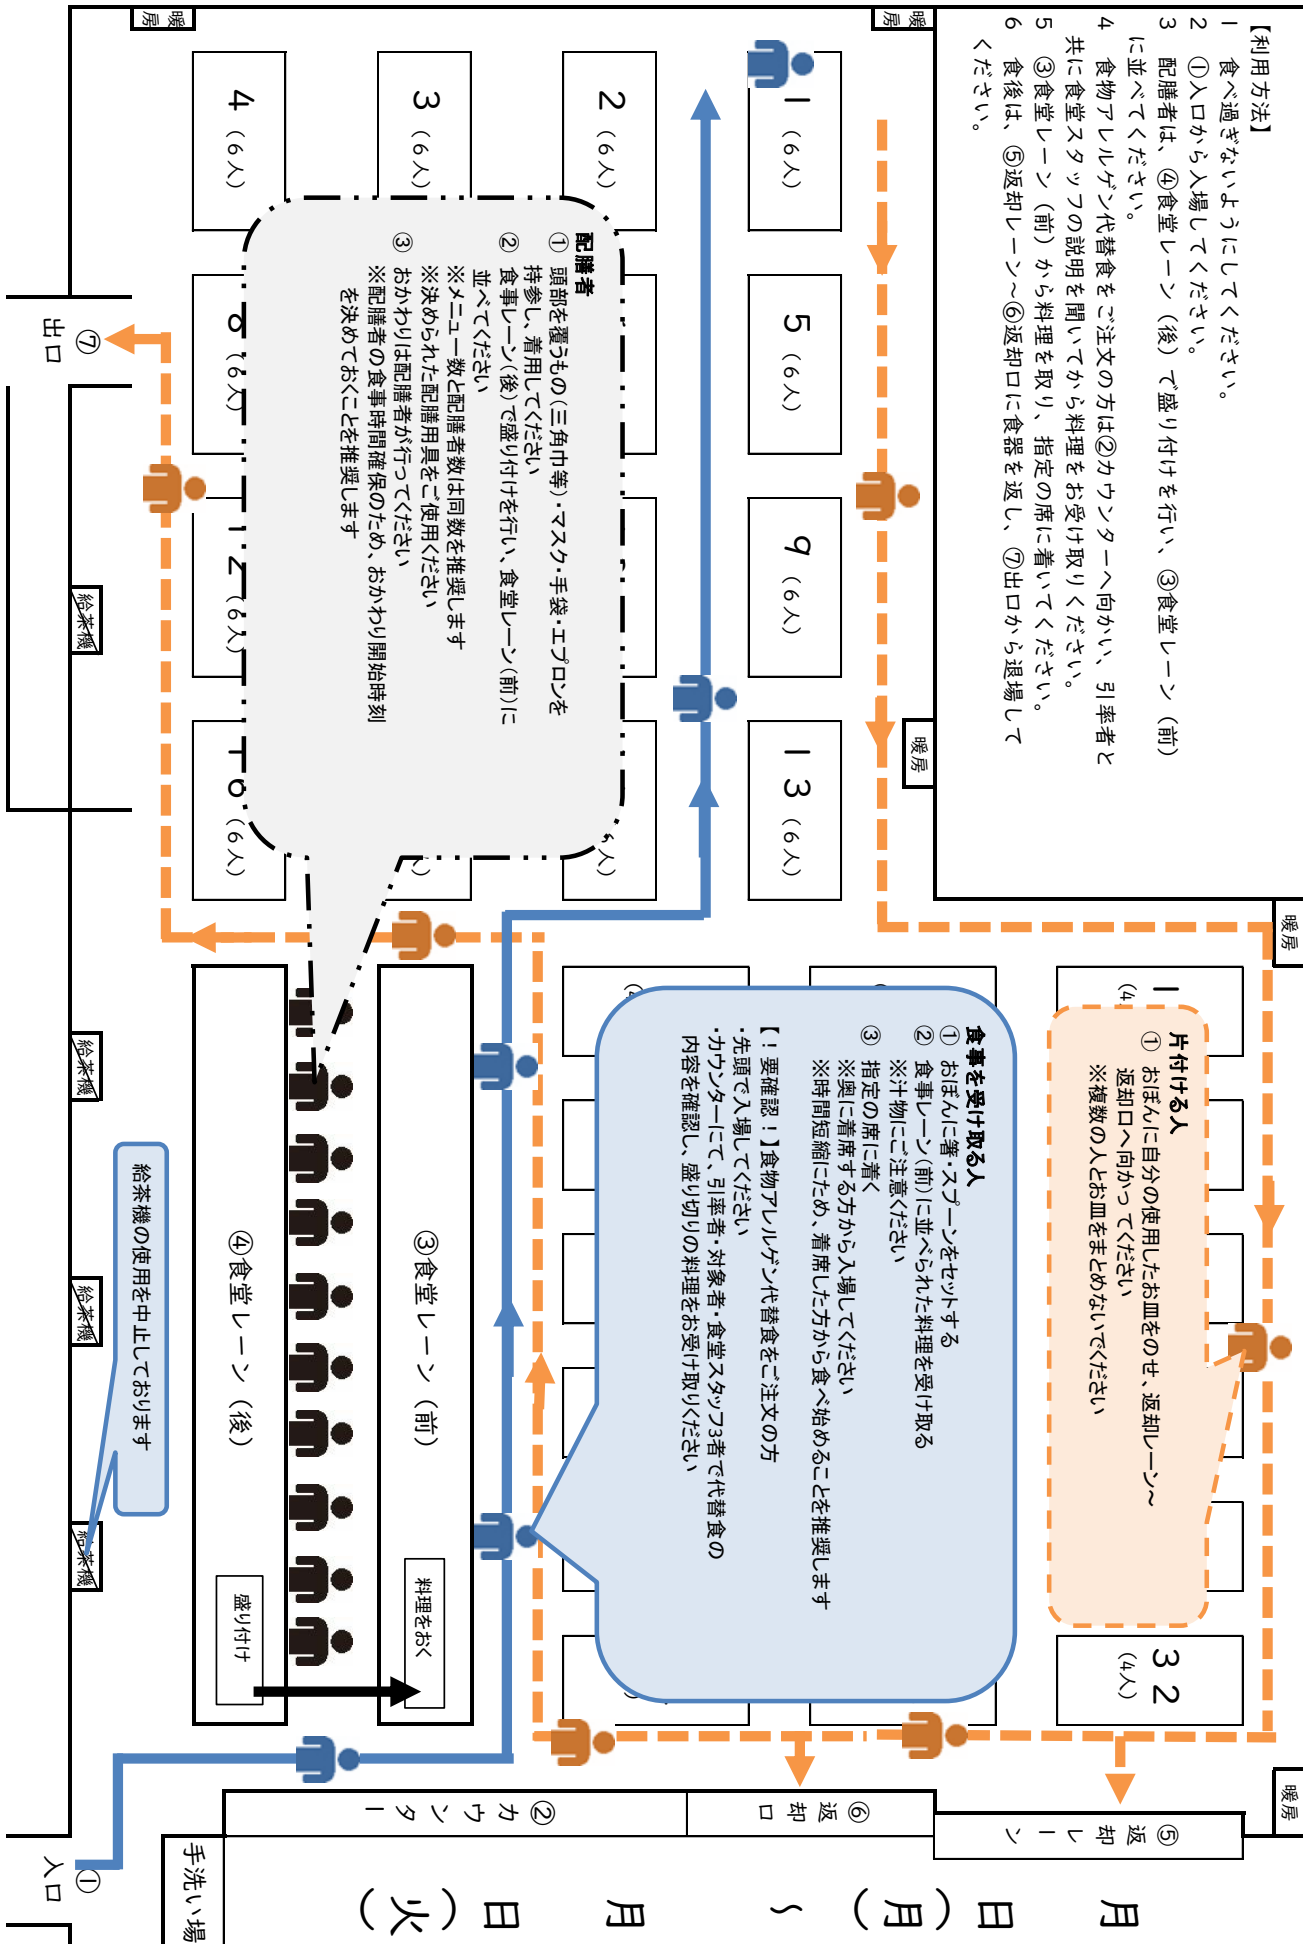 月　日（月）　～　月　日（火）
【利用方法】
１　食べ過ぎないようにしてください。
２　①入口から入場してください。
３　配膳者は、④食堂レーン（後）で盛り付けを行い、③食堂レーン（前）
に並べてください。
４　食物アレルゲン代替食をご注文の方は②カウンターへ向かい、引率者と
共に食堂スタッフの説明を聞いてから料理をお受け取りください。
５　③食堂レーン（前）から料理を取り、指定の席に着いてください。
６　食後は、⑤返却レーン～⑥返却口に食器を返し、⑦出口から退場して
ください。
暖房
暖房
暖房
暖房
暖房
１（6人）
５（6人）
９（6人）
１３（6人）
２（6人）
３（6人）
４（6人）
８（6人）
１２（6人）
１６（6人）
３２
（4人）
配膳者
① 頭部を覆うもの（三角巾等）・マスク・手袋・エプロンを
持参し、着用してください
② 食事レーン（後）で盛り付けを行い、食堂レーン（前）に
並べてください
※メニュー数と配膳者数は同数を推奨します
※決められた配膳用具をご使用ください
③ おかわりは配膳者が行ってください
※配膳者の食事時間確保のため、おかわり開始時刻
を決めておくことを推奨します
片付ける人
① おぼんに自分の使用したお皿をのせ、返却レーン～
返却口へ向かってください
※複数の人とお皿をまとめないでください
食事を受け取る人
① おぼんに箸・スプーンをセットする
② 食事レーン（前）に並べられた料理を受け取る
※汁物にご注意ください
③ 指定の席に着く
※奥に着席する方から入場してください
※時間短縮にため、着席した方から食べ始めることを推奨します
【！要確認！】食物アレルゲン代替食をご注文の方
・先頭で入場してください
・カウンターにて、引率者・対象者・食堂スタッフ3者で代替食の
内容を確認し、盛り切りの料理をお受け取りください
③食堂レーン（前）
料理をおく
④食堂レーン（後）
盛り付け
⑤返却レーン
⑥返却口
②カウンター
手洗い場
給茶機の使用を中止しております
給茶機
給茶機
給茶機
給茶機
⑦
出口
①
入口